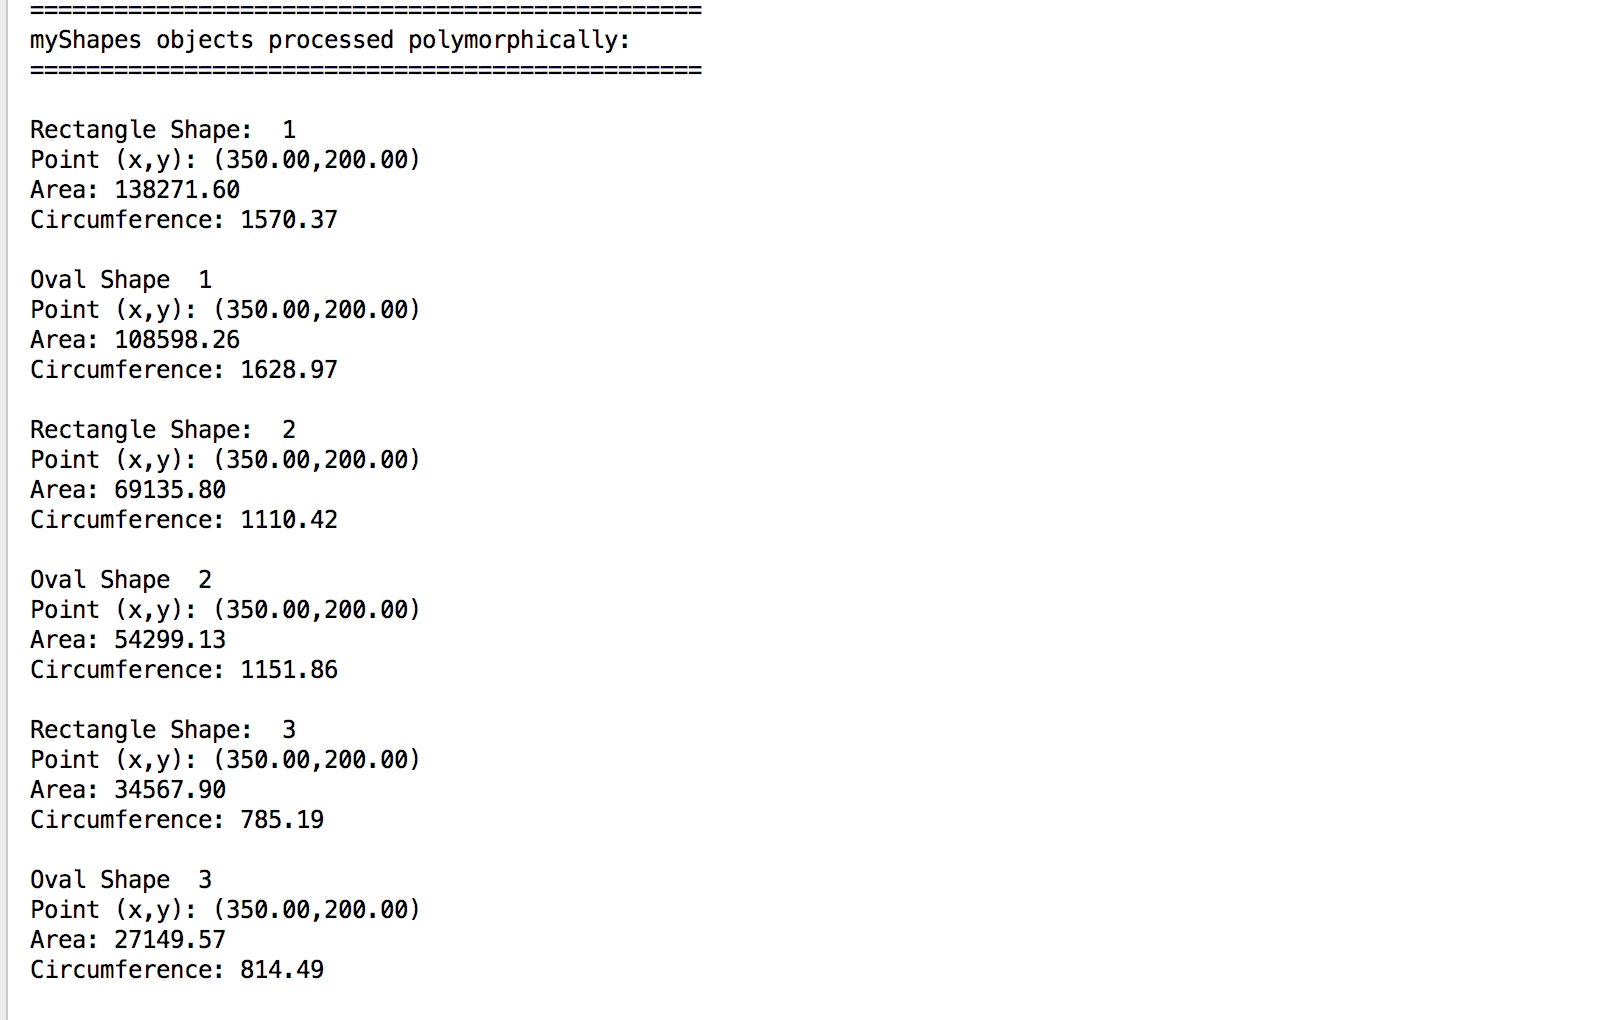 ================================================
myShapes objects processed polymorphically:
================================================
Rectangle Shape:  1
Point (x,y): (350.00,200.00)
Area: 138271.60
Circumference: 1570.37
Oval Shape  1
Point (x,y): (350.00,200.00)
Area: 108598.26
Circumference: 1628.97
Rectangle Shape:  2
Point (x,y): (350.00,200.00)
Area: 69135.80
Circumference: 1110.42
Oval Shape  2
Point (x,y): (350.00,200.00)
Area: 54299.13
Circumference: 1151.86
Rectangle Shape:  3
Point (x,y): (350.00,200.00)
Area: 34567.90
Circumference: 785.19
Oval Shape  3
Point (x,y): (350.00,200.00)
Area: 27149.57
Circumference: 814.49